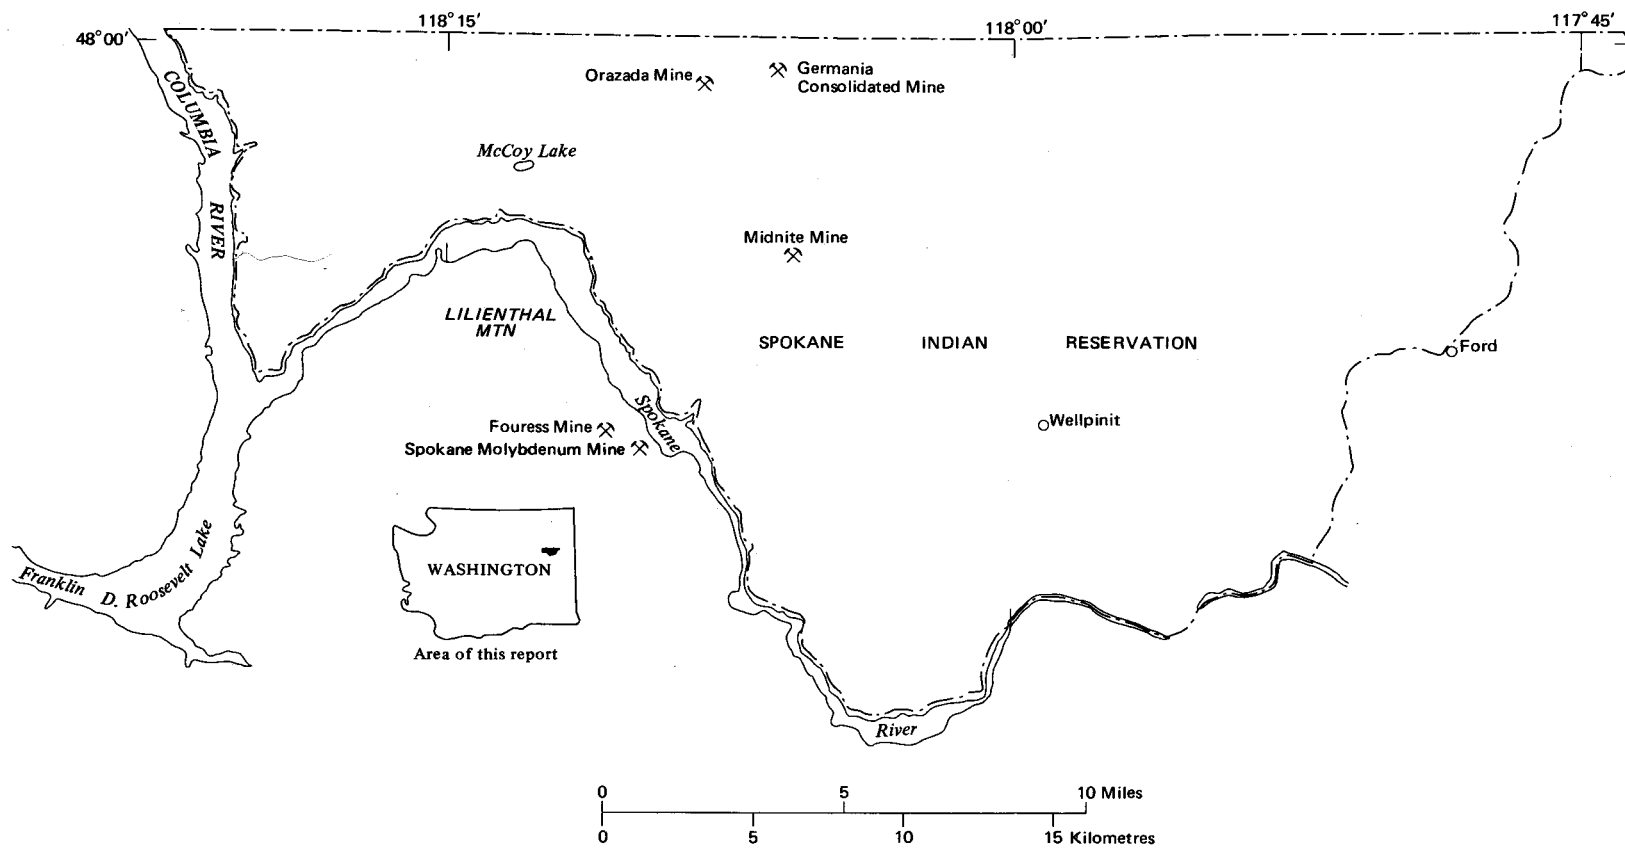 118°15′
118°00′
117°45′
48°00′
Orazada Mine
Germania
Consolidated Mine
COLUMBIA
RIVER
McCoy Lake
Midnite Mine
LILIENTHAL
MTN
SPOKANE INDIAN RESERVATION
Ford
Spokane
Wellpinit
Fouress Mine
Spokane Molybdenum Mine
Franklin D. Roosevelt Lake
WASHINGTON
Area of this report
River
0 5 10 Miles
0 5 10 15 Kilometres